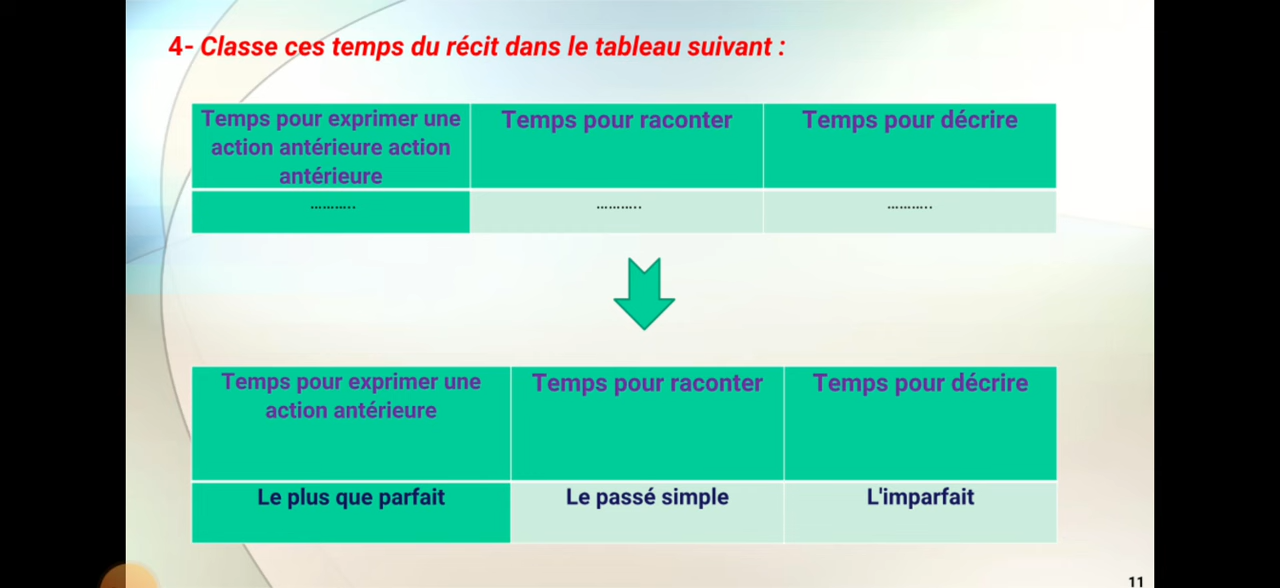 4- Classe ces temps du récit dans le tableau suivant :
Temps pour exprimer une
action antérieure action
antérieure
Temps pour raconter
Temps pour décrire
………..
………..
………..
Temps pour exprimer une
action antérieure
Temps pour raconter
Temps pour décrire
Le plus que parfait
Le passé simple
L'imparfait
11